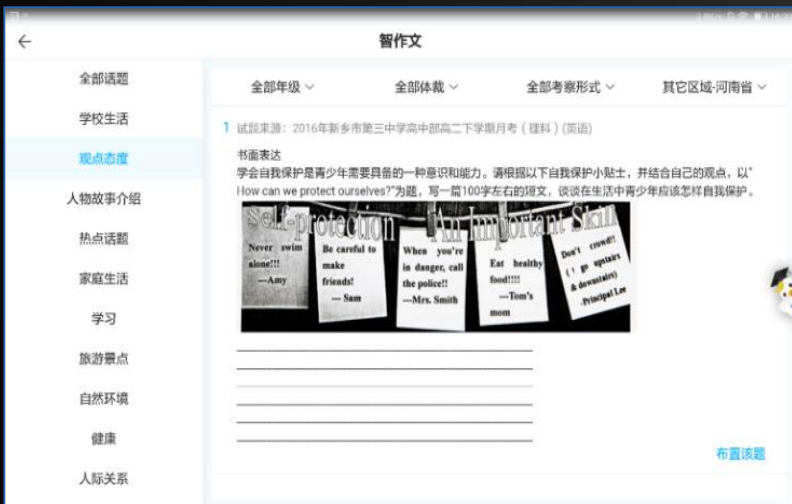 智作文
全部话题
学校生活
观点态度
人物故事介绍
热点话题
家庭生活
学习
旅游景点
自然环境
健康
人际关系
全部年级
全部体裁
全部考察形式
其它区域-河南省
1 试题来源：2016年新乡市第三中学高中部高二下学期月考（理科）(英语)
书面表达
学会自我保护是青少年需要具备的一种意识和能力。请根据以下自我保护小贴士，并结合自己的观点，以"
How can we protect ourselves?"为题，写一篇100字左右的短文，谈谈在生活中青少年应该怎样自我保护。
Self-protection An Important Skill
Never swim
alone!!!
---Amy
Be careful to
make
friends!
--- Sam
When you're
in danger, call
the police!!
---Mrs. Smith
Eat healthy
food!!!!
---Tom's
mom
Don't crowd!!
( go upstairs
& downstairs)
-Principal Lee
布置该题